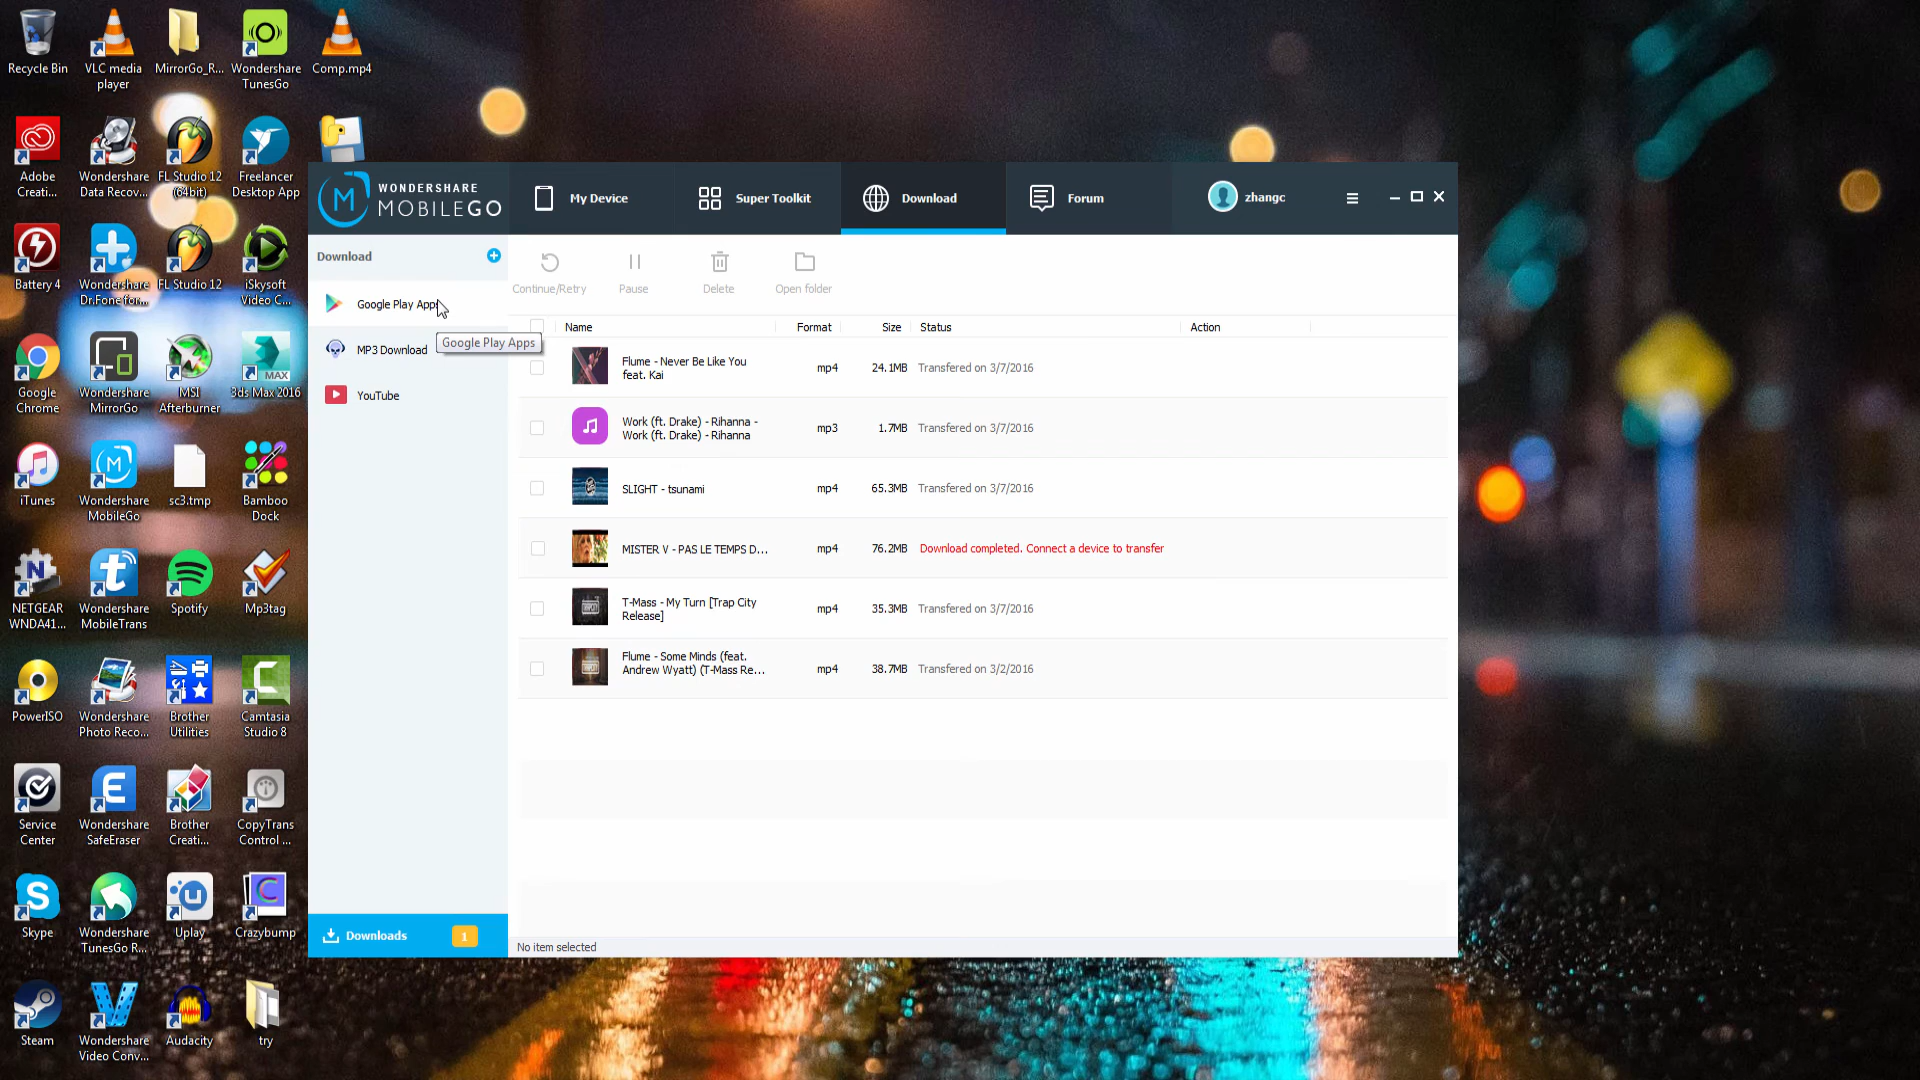 Recycle Bin
VLC media
player
MirrorGo_R...
Wondershare
TunesGo
Comp.mp4
Adobe
Creati...
Wondershare
Data Recov...
FL Studio 12
(64bit)
Freelancer
Desktop App
Battery 4
Wondershare
Dr.Fone for...
FL Studio 12
iSkysoft
Video C...
Google
Chrome
Wondershare
MirrorGo
MSI
Afterburner
MAX
3ds Max 2016
iTunes
Wondershare
MobileGo
sc3.tmp
Bamboo
Dock
NETGEAR
WNDA41...
Wondershare
MobileTrans
Spotify
Mp3tag
PowerISO
Wondershare
Photo Reco...
Brother
Utilities
Camtasia
Studio 8
Service
Center
Wondershare
SafeEraser
Brother
Creati...
CopyTrans
Control ...
Skype
Wondershare
TunesGo R...
Uplay
Crazybump
Steam
Wondershare
Video Conv...
Audacity
try
WONDERSHARE
MOBILEGO
My Device
Super Toolkit
Download
Forum
zhangc
Download
Google Play Apps
MP3 Download
Google Play Apps
YouTube
Downloads
1
Continue/Retry
Pause
Delete
Open folder
Name
Format
Size
Status
Action
Flume - Never Be Like You
feat. Kai
mp4
24.1MB
Transfered on 3/7/2016
Work (ft. Drake) - Rihanna -
Work (ft. Drake) - Rihanna
mp3
1.7MB
Transfered on 3/7/2016
SLIGHT - tsunami
mp4
65.3MB
Transfered on 3/7/2016
MISTER V - PAS LE TEMPS D...
mp4
76.2MB
Download completed. Connect a device to transfer
T-Mass - My Turn [Trap City
Release]
mp4
35.3MB
Transfered on 3/7/2016
Flume - Some Minds (feat.
Andrew Wyatt) (T-Mass Re...
mp4
38.7MB
Transfered on 3/2/2016
No item selected